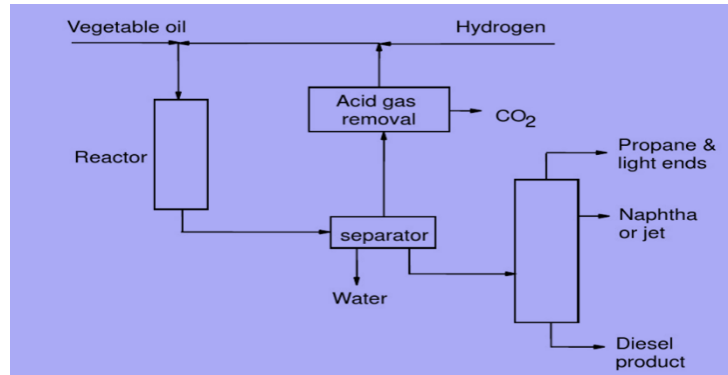 Vegetable oil
Hydrogen
Acid gas
removal
CO2
Reactor
Propane &
light ends
Naphtha
or jet
separator
Water
Diesel
product